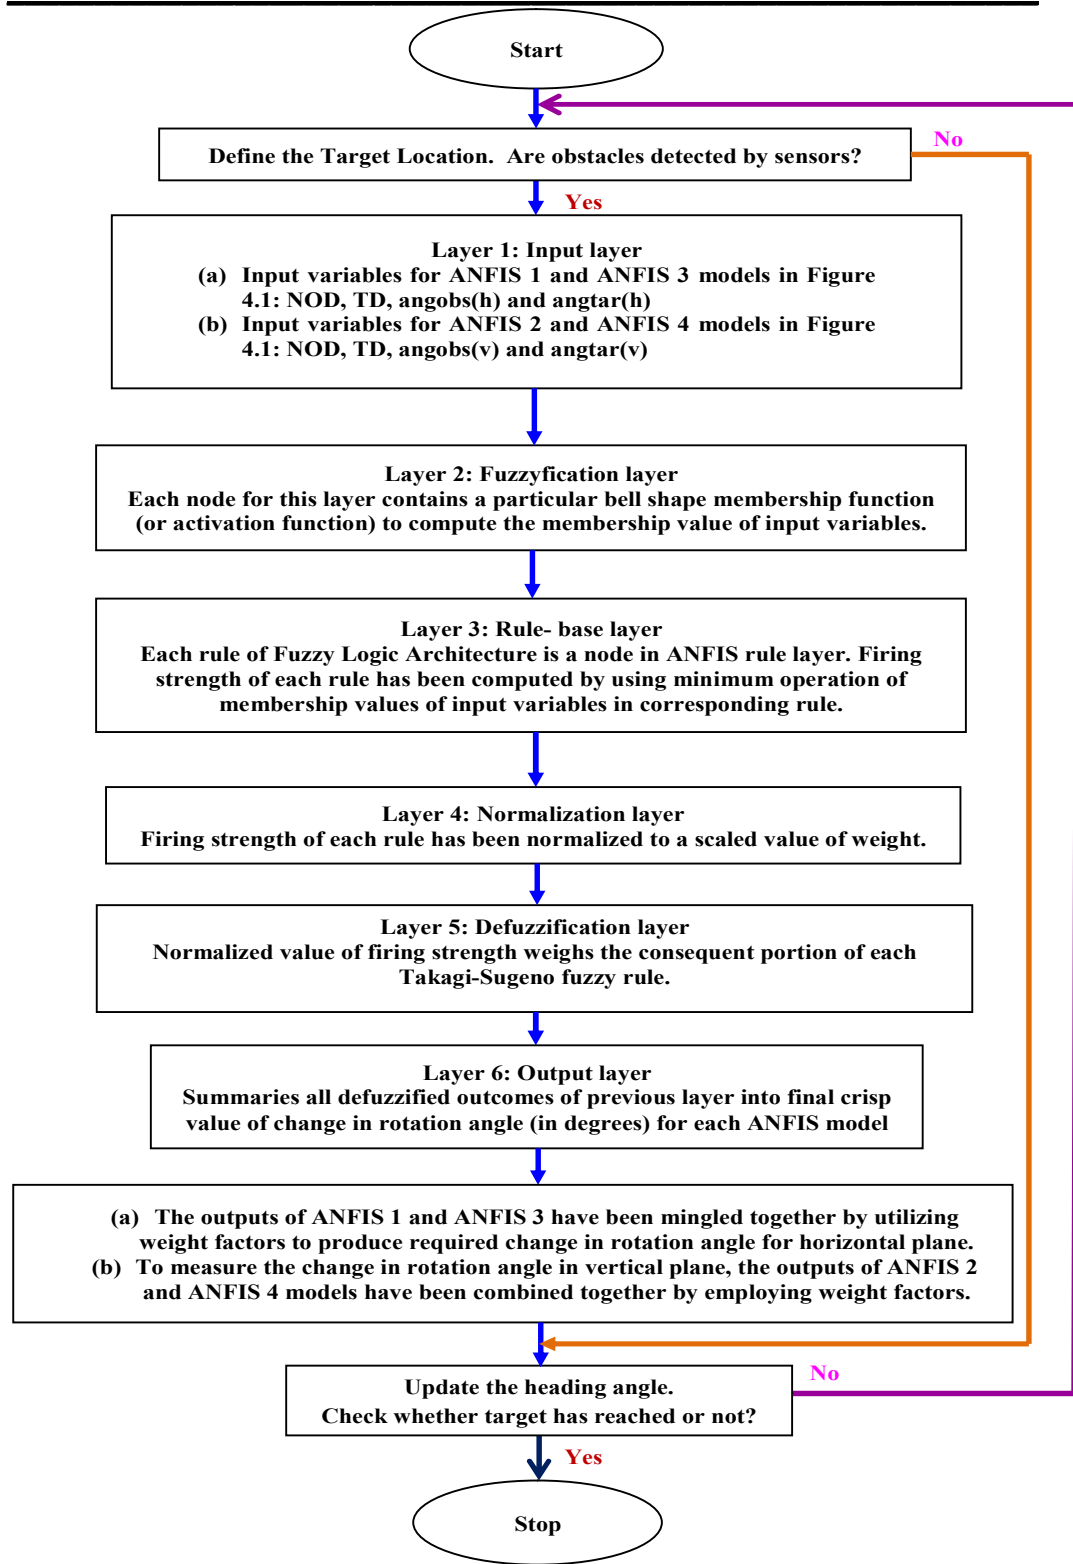 Start
Define the Target Location. Are obstacles detected by sensors?
No
Yes
Layer 1: Input layer
(a) Input variables for ANFIS 1 and ANFIS 3 models in Figure
4.1: NOD, TD, angobs(h) and angtar(h)
(b) Input variables for ANFIS 2 and ANFIS 4 models in Figure
4.1: NOD, TD, angobs(v) and angtar(v)
Layer 2: Fuzzyfication layer
Each node for this layer contains a particular bell shape membership function
(or activation function) to compute the membership value of input variables.
Layer 3: Rule- base layer
Each rule of Fuzzy Logic Architecture is a node in ANFIS rule layer. Firing
strength of each rule has been computed by using minimum operation of
membership values of input variables in corresponding rule.
Layer 4: Normalization layer
Firing strength of each rule has been normalized to a scaled value of weight.
Layer 5: Defuzzification layer
Normalized value of firing strength weighs the consequent portion of each
Takagi-Sugeno fuzzy rule.
Layer 6: Output layer
Summaries all defuzzified outcomes of previous layer into final crisp
value of change in rotation angle (in degrees) for each ANFIS model
(a) The outputs of ANFIS 1 and ANFIS 3 have been mingled together by utilizing
weight factors to produce required change in rotation angle for horizontal plane.
(b) To measure the change in rotation angle in vertical plane, the outputs of ANFIS 2
and ANFIS 4 models have been combined together by employing weight factors.
Update the heading angle.
Check whether target has reached or not?
No
Yes
Stop